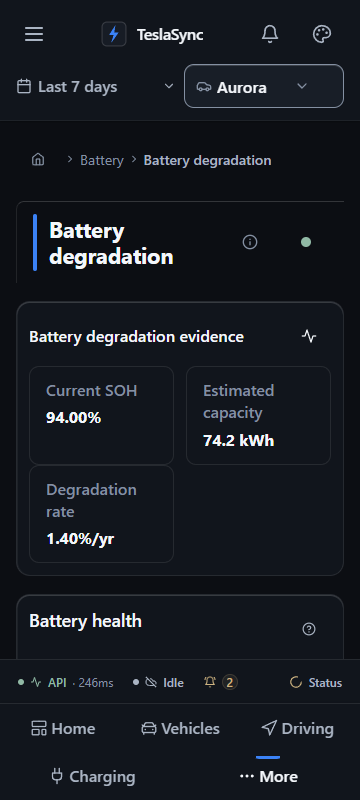 TeslaSync
Last 7 days
Aurora
Battery
Battery degradation
Battery
degradation
Battery degradation evidence
Current SOH
94.00%
Estimated
capacity
74.2 kWh
Degradation
rate
1.40%/yr
Battery health
API · 246ms
Idle
2
Status
Home
Vehicles
Driving
Charging
More